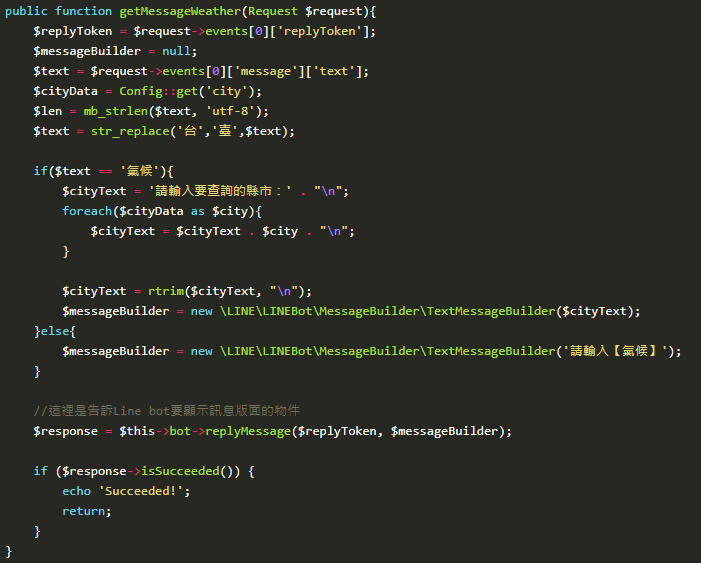 public function getMessageWeather(Request $request){
    $replyToken = $request->events[0]['replyToken'];
    $messageBuilder = null;
    $text = $request->events[0]['message']['text'];
    $cityData = Config::get('city');
    $len = mb_strlen($text, 'utf-8');
    $text = str_replace('台','臺',$text);

    if($text == '氣候'){
        $cityText = '請輸入要查詢的縣市：' . "\n";
        foreach($cityData as $city){
            $cityText = $cityText . $city . "\n";
        }

        $cityText = rtrim($cityText, "\n");
        $messageBuilder = new \LINE\LINEBot\MessageBuilder\TextMessageBuilder($cityText);
    }else{
        $messageBuilder = new \LINE\LINEBot\MessageBuilder\TextMessageBuilder('請輸入【氣候】');
    }

    //這裡是告訴Line bot要顯示訊息版面的物件
    $response = $this->bot->replyMessage($replyToken, $messageBuilder);

    if ($response->isSucceeded()) {
        echo 'Succeeded!';
        return;
    }
}